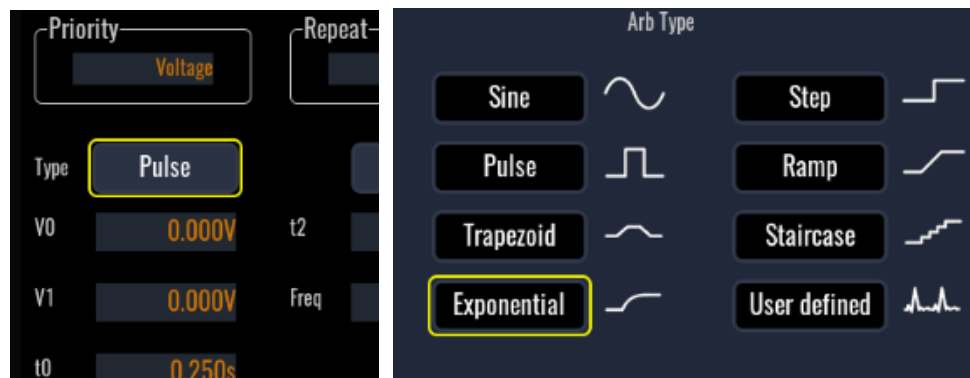 Priority
Repeat
Voltage
Type
Pulse
V0
0.000V
t2
V1
0.000V
Freq
t0
0.250s
Arb Type
Sine
Step
Pulse
Ramp
Trapezoid
Staircase
Exponential
User defined